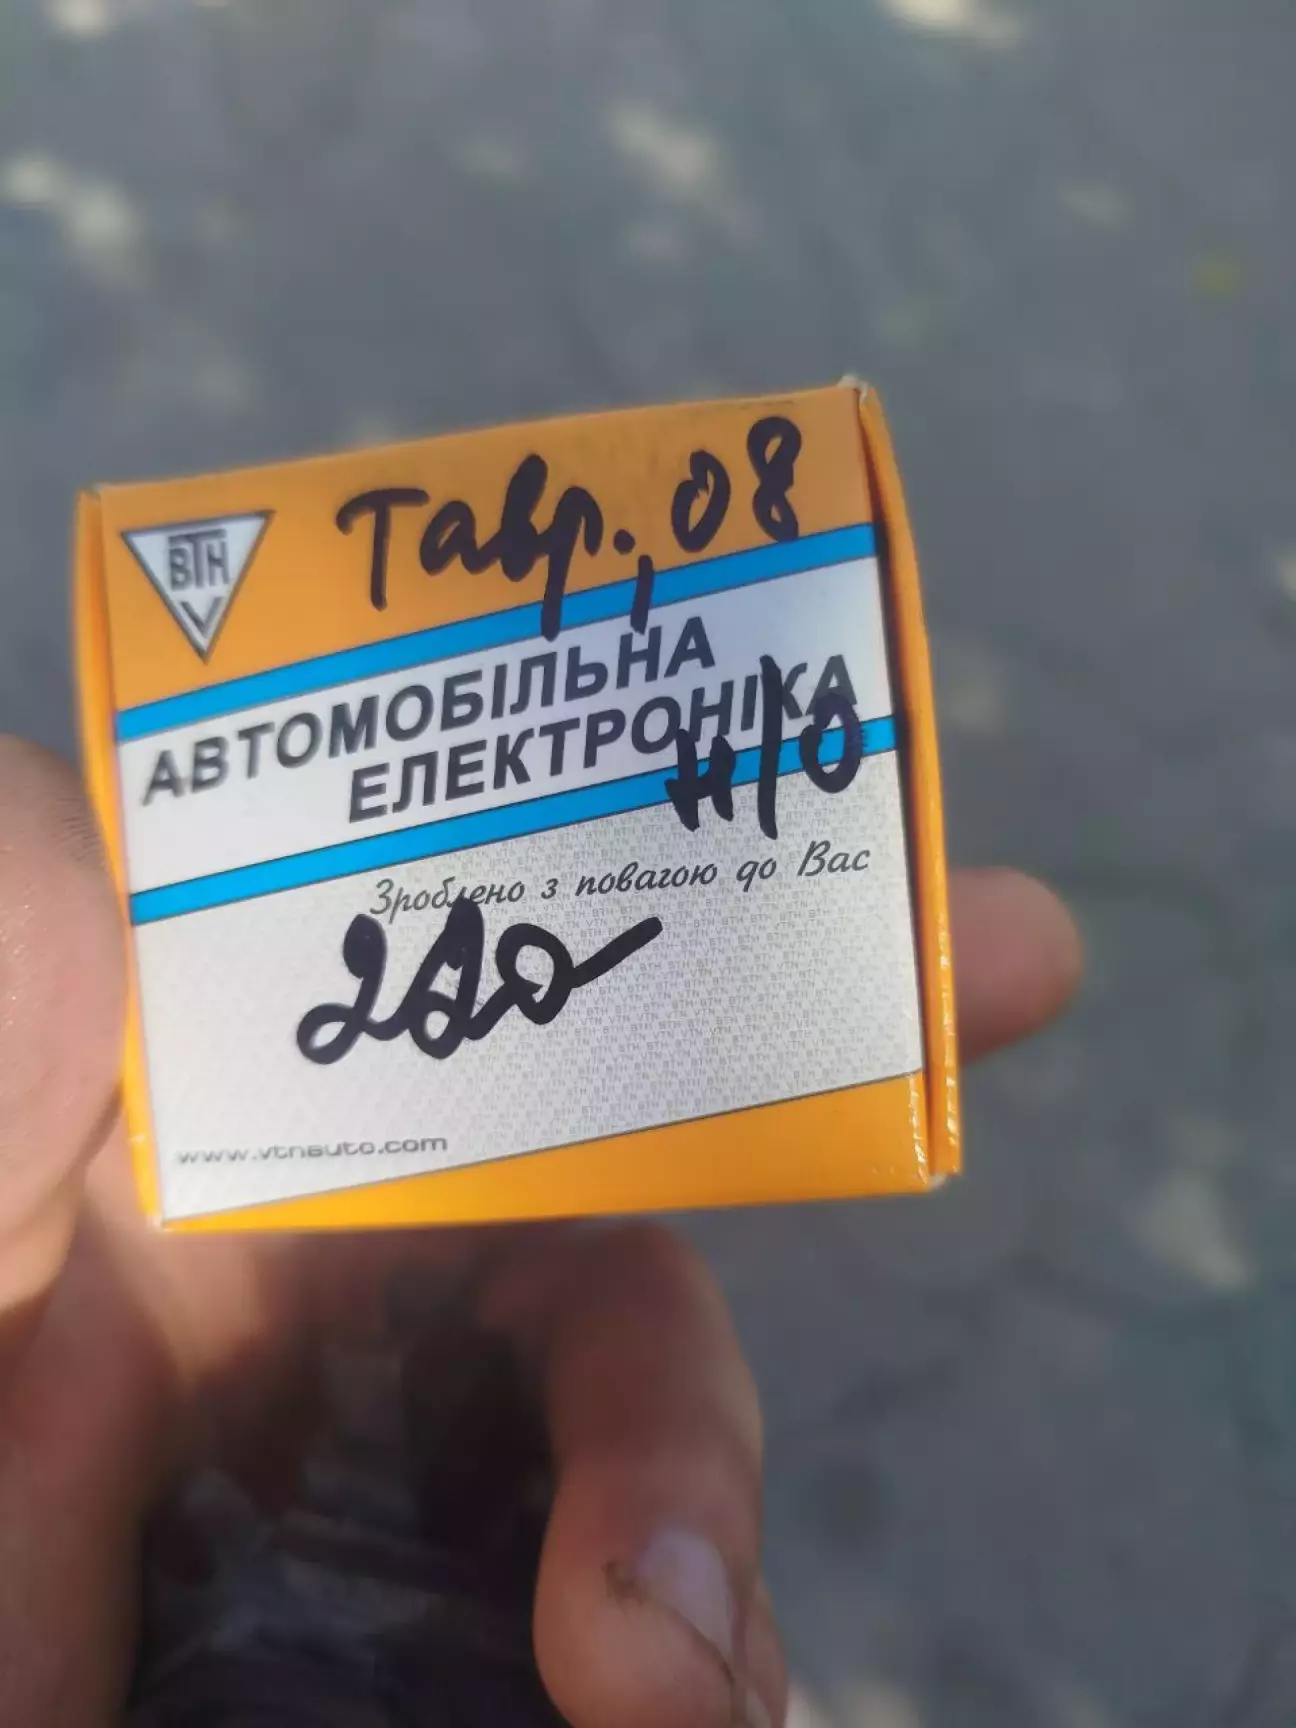 Тавр., 08
ВТН
V
АВТОМОБІЛЬНА
ЕЛЕКТРОНІКА
н/о
Зроблено з повагою до Вас
220-
www.vtnauto.com